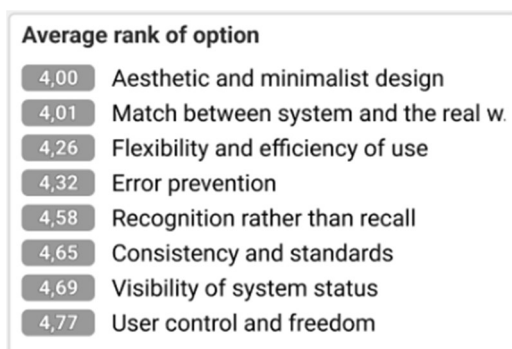 Average rank of option
4,00 Aesthetic and minimalist design
4,01 Match between system and the real w.
4,26 Flexibility and efficiency of use
4,32 Error prevention
4,58 Recognition rather than recall
4,65 Consistency and standards
4,69 Visibility of system status
4,77 User control and freedom